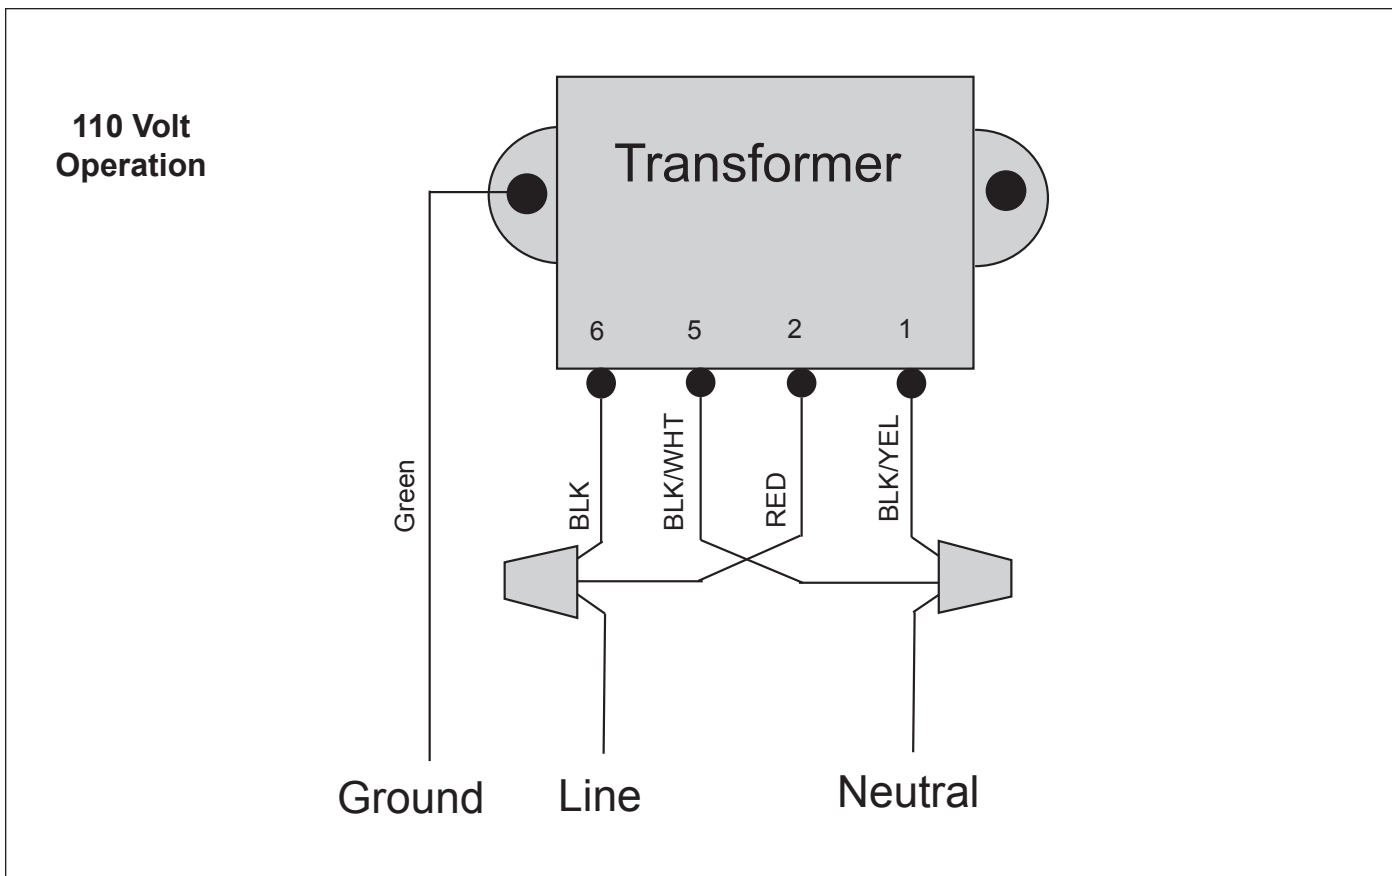 110 Volt
Operation
Transformer
6 5 2 1
Green
BLK
BLK/WHT
RED
BLK/YEL
Ground
Line
Neutral